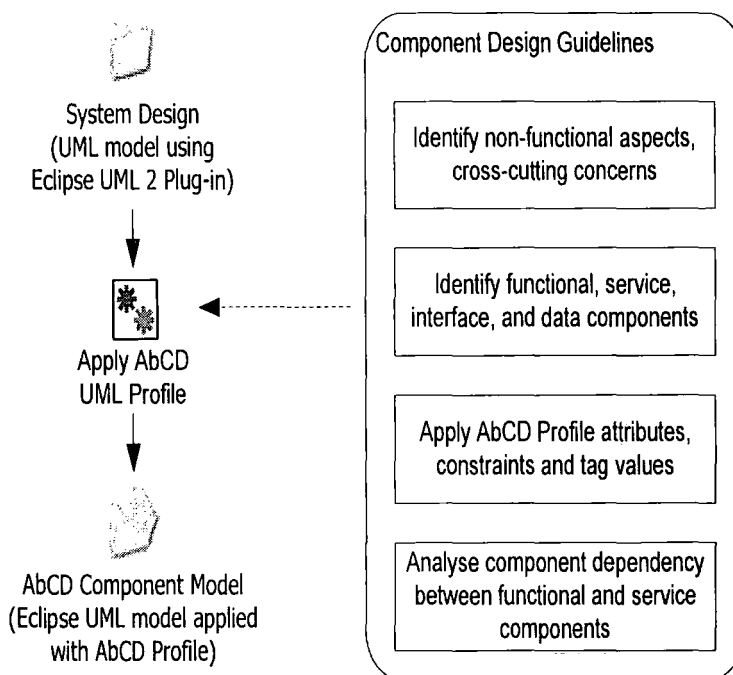 System Design
(UML model using
Eclipse UML 2 Plug-in)
Apply AbCD
UML Profile
AbCD Component Model
(Eclipse UML model applied
with AbCD Profile)
Component Design Guidelines
Identify non-functional aspects,
cross-cutting concerns
Identify functional, service,
interface, and data components
Apply AbCD Profile attributes,
constraints and tag values
Analyse component dependency
between functional and service
components